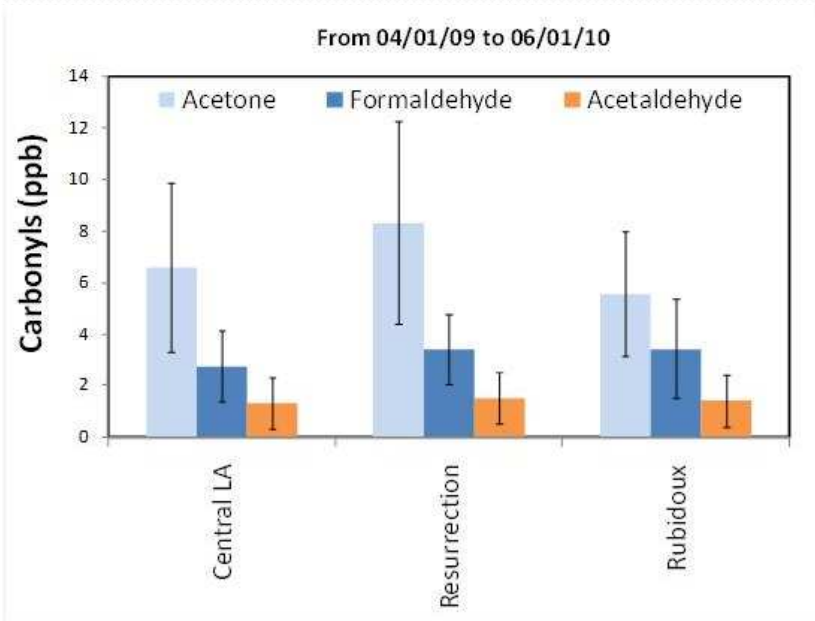 From 04/01/09 to 06/01/10
Acetone Formaldehyde Acetaldehyde
Carbonyls (ppb)
14
12
10
8
6
4
2
0
Central LA
Resurrection
Rubidoux